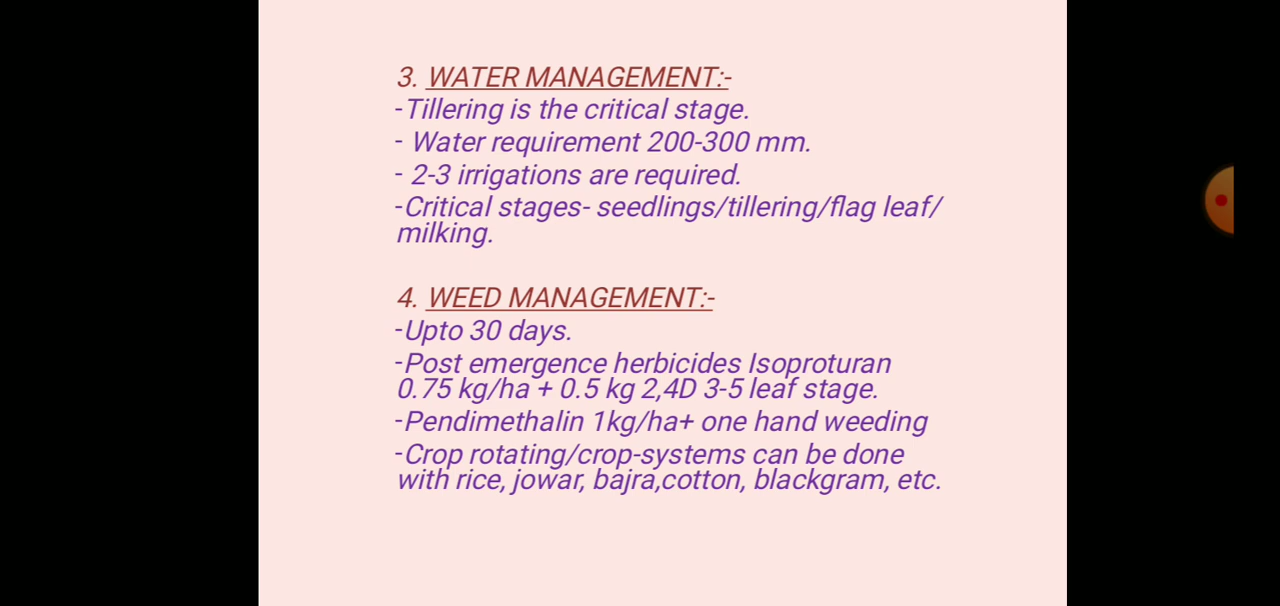 3. WATER MANAGEMENT:-
-Tillering is the critical stage.
- Water requirement 200-300 mm.
- 2-3 irrigations are required.
-Critical stages- seedlings/tillering/flag leaf/
milking.
4. WEED MANAGEMENT:-
-Upto 30 days.
-Post emergence herbicides Isoproturan
0.75 kg/ha + 0.5 kg 2,4D 3-5 leaf stage.
-Pendimethalin 1kg/ha+ one hand weeding
-Crop rotating/crop-systems can be done
with rice, jowar, bajra,cotton, blackgram, etc.